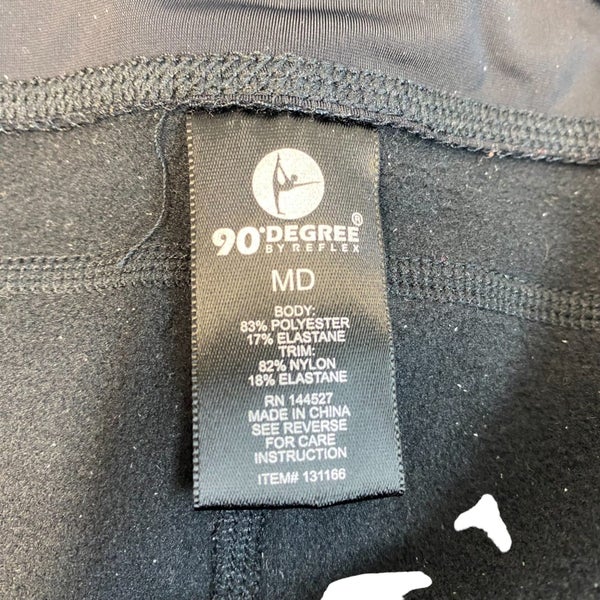 90°DEGREE®
BY REFLEX
MD
BODY:
83% POLYESTER
17% ELASTANE
TRIM:
82% NYLON
18% ELASTANE
RN 144527
MADE IN CHINA
SEE REVERSE
FOR CARE
INSTRUCTION
ITEM# 131166